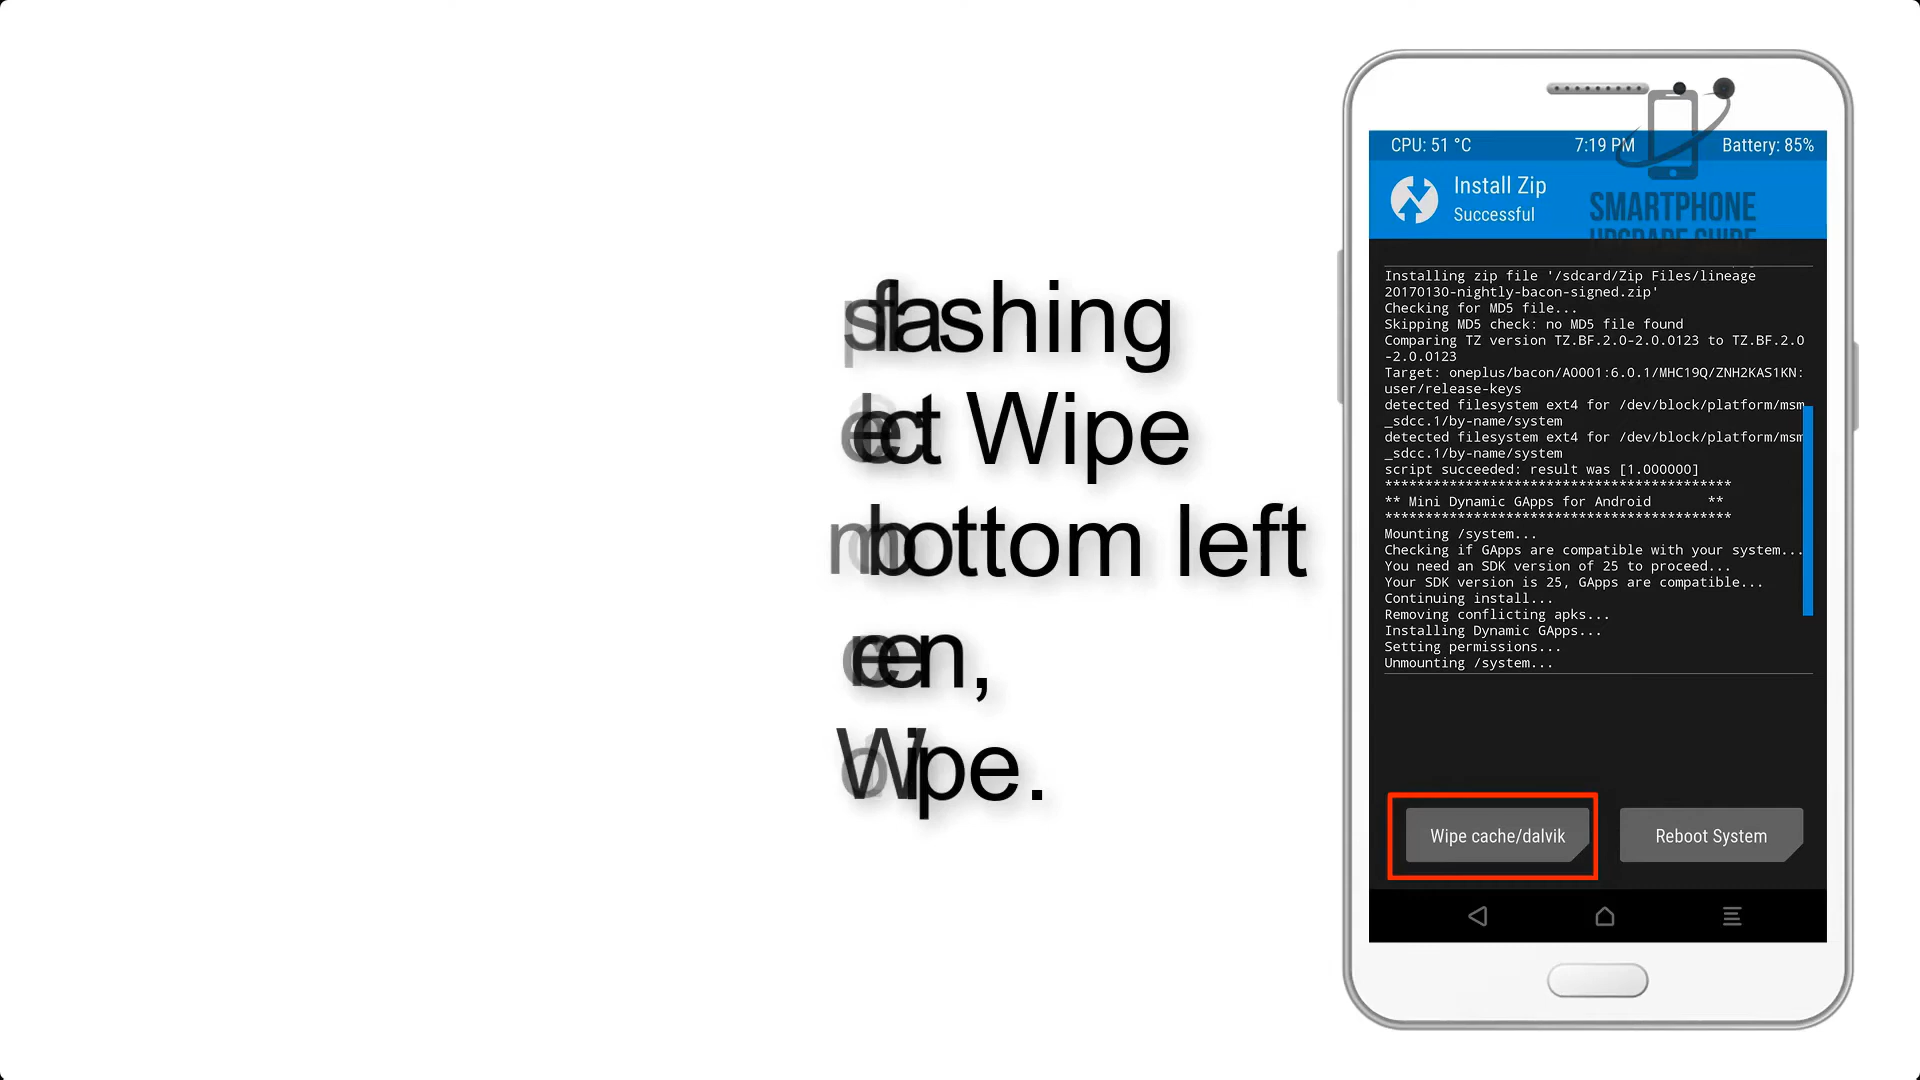 flashing
Wipe
bottom left
Wipe.
CPU: 51 °C
7:19 PM
Battery: 85%
Install Zip
Successful
SMARTPHONE
UPGRADE GUIDE
Installing zip file '/sdcard/Zip Files/lineage
20170130-nightly-bacon-signed.zip'
Checking for MD5 file...
Skipping MD5 check: no MD5 file found
Comparing TZ version TZ.BF.2.0-2.0.0123 to TZ.BF.2.0
-2.0.0123
Target: oneplus/bacon/A0001:6.0.1/MHC19Q/ZNH2KAS1KN:
user/release-keys
detected filesystem ext4 for /dev/block/platform/msm
_sdcc.1/by-name/system
detected filesystem ext4 for /dev/block/platform/msm
_sdcc.1/by-name/system
script succeeded: result was [1.000000]
*******************************************
** Mini Dynamic GApps for Android **
*******************************************
Mounting /system...
Checking if GApps are compatible with your system...
You need an SDK version of 25 to proceed...
Your SDK version is 25, GApps are compatible...
Continuing install...
Removing conflicting apks...
Installing Dynamic GApps...
Setting permissions...
Unmounting /system...
Wipe cache/dalvik
Reboot System